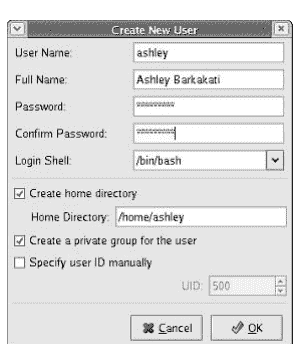 Create New User
User Name: ashley
Full Name: Ashley Barkakati
Password: *********
Confirm Password: *********
Login Shell: /bin/bash
Create home directory
Home Directory: /home/ashley
Create a private group for the user
Specify user ID manually
UID: 500
Cancel OK